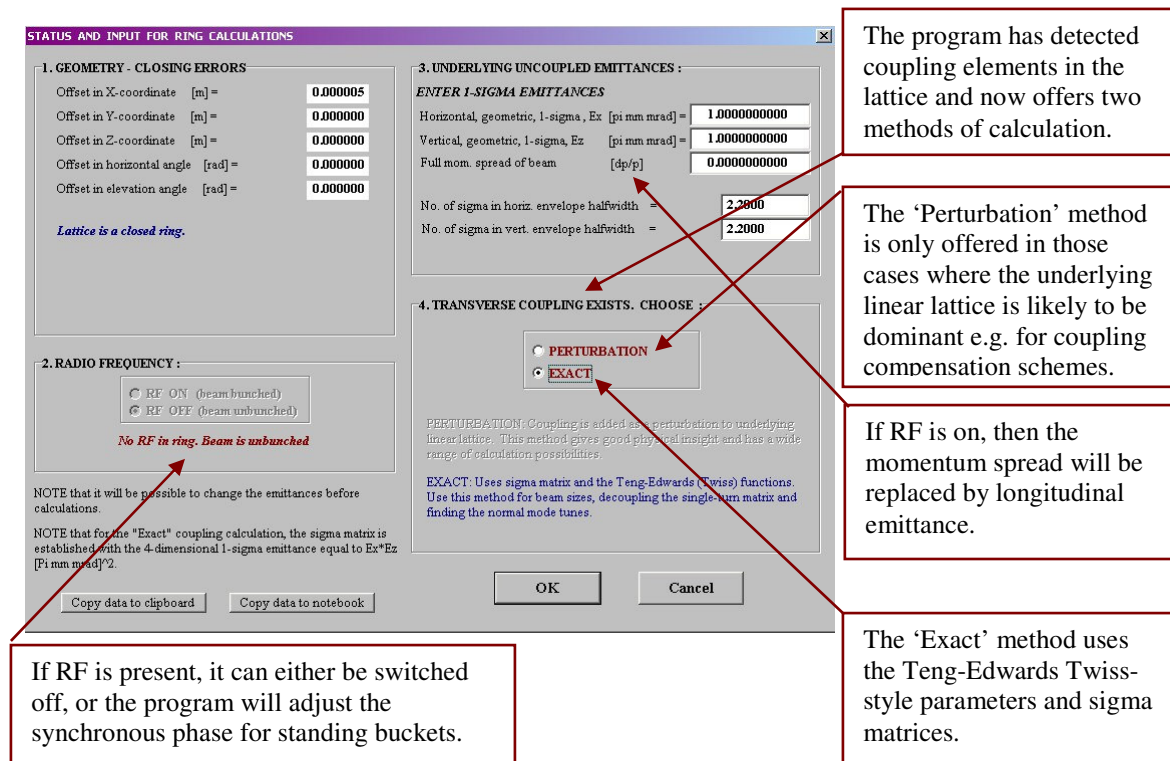 STATUS AND INPUT FOR RING CALCULATIONS
1. GEOMETRY - CLOSING ERRORS
Offset in X-coordinate [m] = 0.000005
Offset in Y-coordinate [m] = 0.000000
Offset in Z-coordinate [m] = 0.000000
Offset in horizontal angle [rad] = 0.000000
Offset in elevation angle [rad] = 0.000000
Lattice is a closed ring.
2. RADIO FREQUENCY :
RF ON (beam bunched)
RF OFF (beam unbunched)
No RF in ring. Beam is unbunched
NOTE that it will be possible to change the emittances before
calculations.
NOTE that for the "Exact" coupling calculation, the sigma matrix is
established with the 4-dimensional 1-sigma emittance equal to Ex*Ez
[Pi mm mrad]^2.
Copy data to clipboard
Copy data to notebook
3. UNDERLYING UNCOUPLED EMITTANCES :
ENTER 1-SIGMA EMITTANCES
Horizontal, geometric, 1-sigma , Ex [pi mm mrad] = 1.0000000000
Vertical, geometric, 1-sigma, Ez [pi mm mrad] = 1.0000000000
Full mom. spread of beam [dp/p] 0.0000000000
No. of sigma in horiz. envelope halfwidth = 2.2000
No. of sigma in vert. envelope halfwidth = 2.2000
4. TRANSVERSE COUPLING EXISTS. CHOOSE :
PERTURBATION
EXACT
PERTURBATION: Coupling is added as a perturbation to underlying
linear lattice. This method gives good physical insight and has a wide
range of calculation possibilities.
EXACT: Uses sigma matrix and the Teng-Edwards (Twiss) functions.
Use this method for beam sizes, decoupling the single-turn matrix and
finding the normal mode tunes.
OK
Cancel
The program has detected
coupling elements in the
lattice and now offers two
methods of calculation.
The ‘Perturbation’ method
is only offered in those
cases where the underlying
linear lattice is likely to be
dominant e.g. for coupling
compensation schemes.
If RF is on, then the
momentum spread will be
replaced by longitudinal
emittance.
The ‘Exact’ method uses
the Teng-Edwards Twiss-
style parameters and sigma
matrices.
If RF is present, it can either be switched
off, or the program will adjust the
synchronous phase for standing buckets.